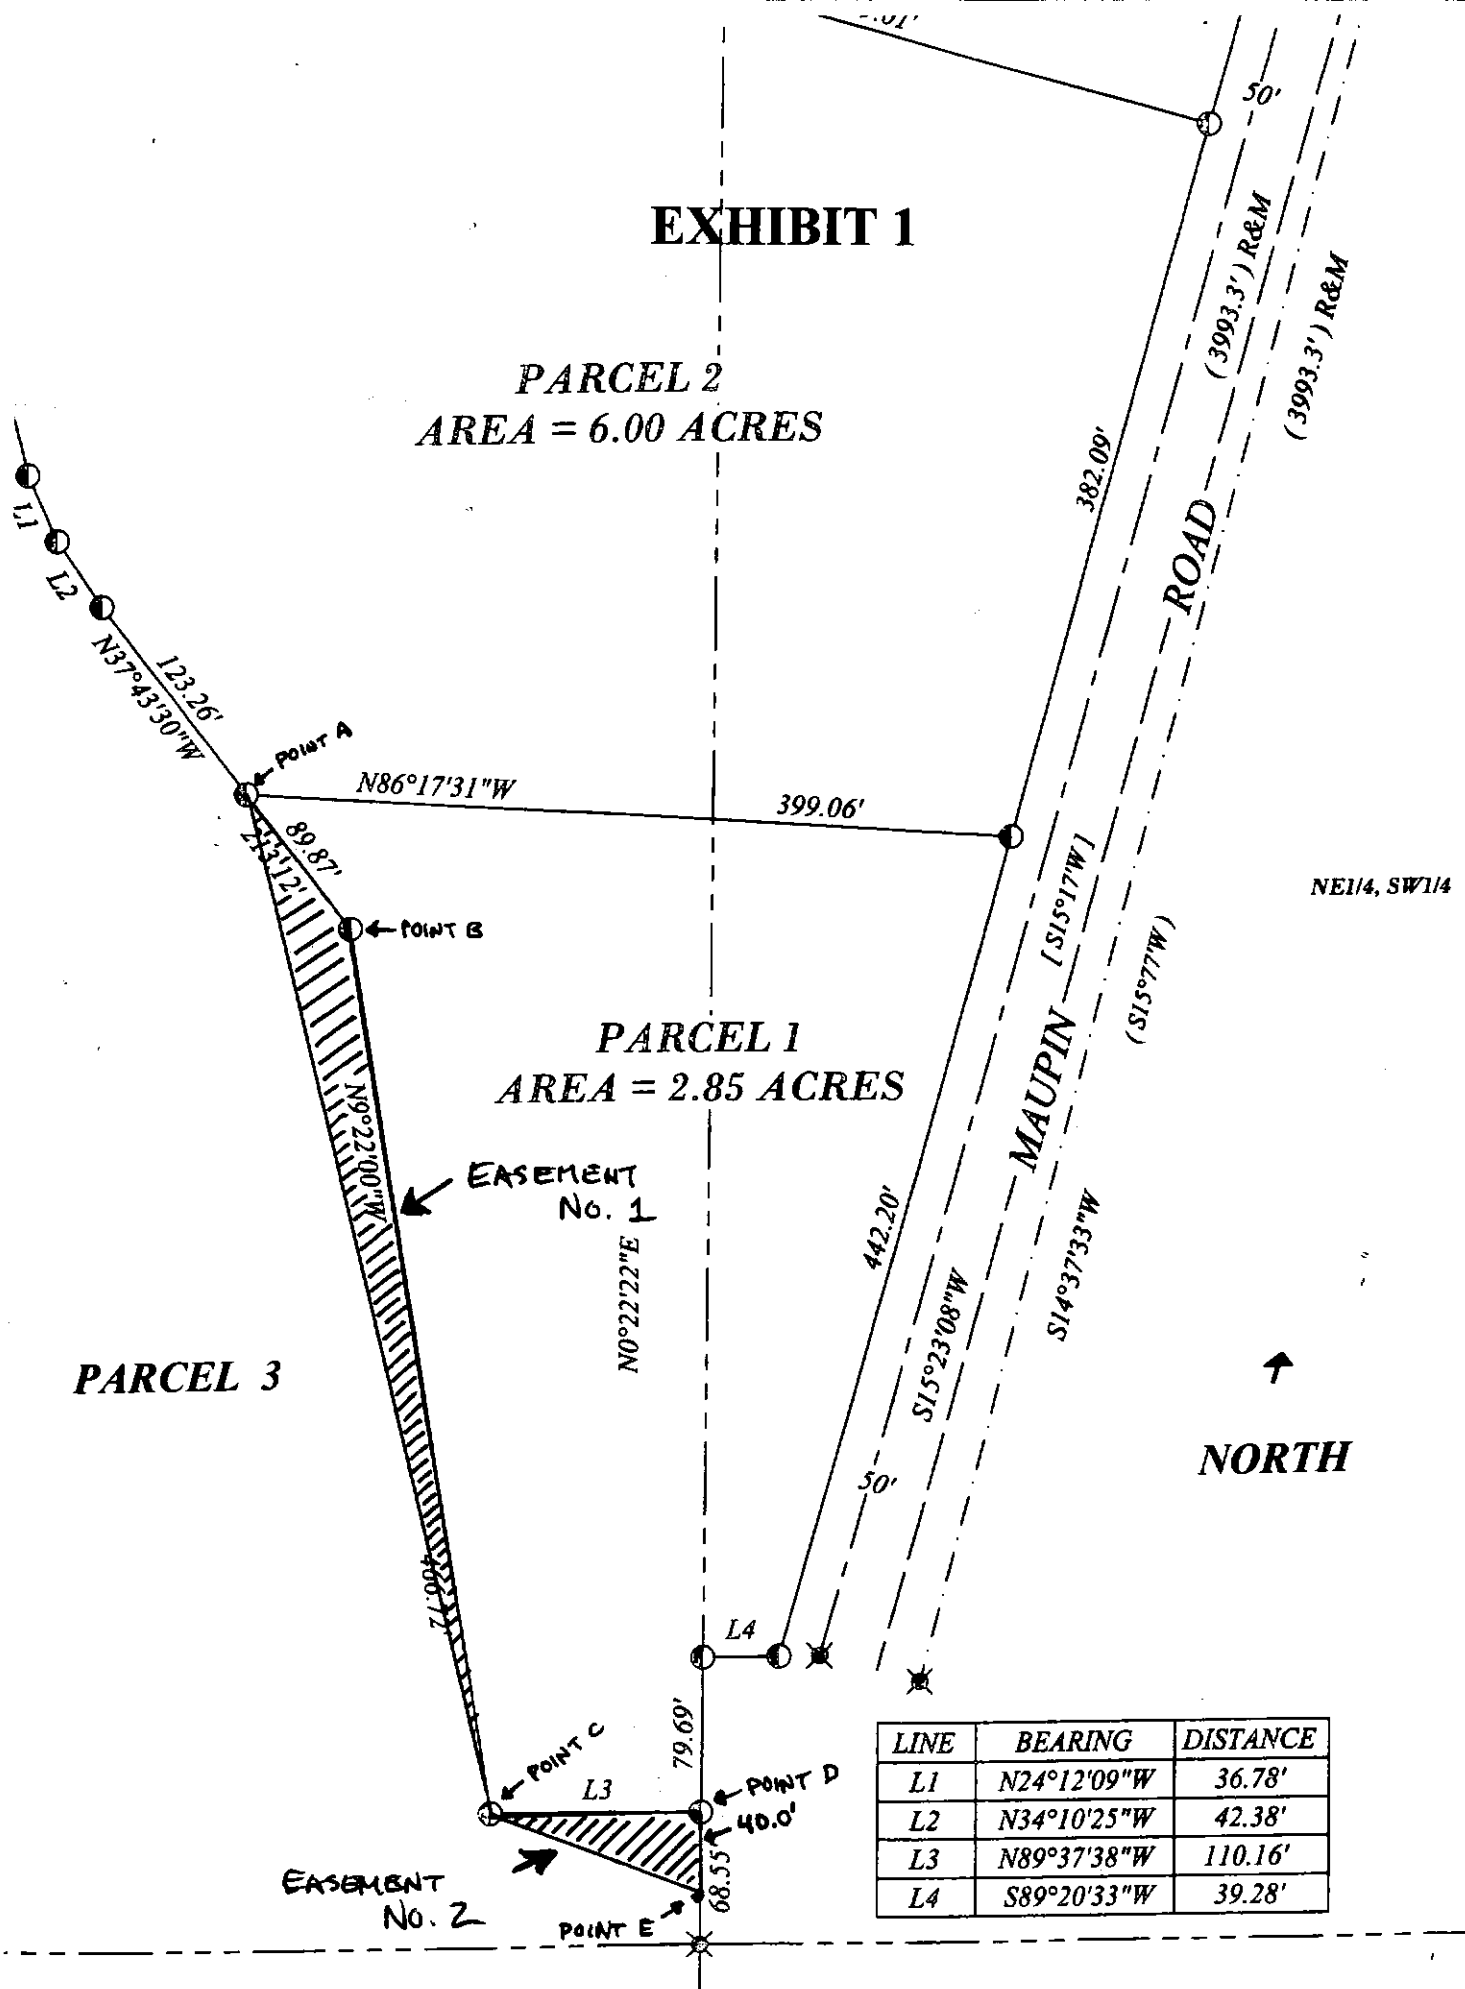 50'
EXHIBIT 1
(3993.3') R&M
(3993.3') R&M
PARCEL 2
AREA = 6.00 ACRES
382.09'
L1
L2
ROAD
N37°43'30"W
123.26'
POINT A
N86°17'31"W
399.06'
89.87'
213.12'
[S15°17'W]
NE1/4, SW1/4
POINT B
(S15°77'W)
PARCEL 1
AREA = 2.85 ACRES
MAUPIN
N9°22'00"W
EASEMENT
No. 1
442.20'
N0°22'22"E
S15°23'08"W
S14°37'33"W
PARCEL 3
NORTH
50'
466.72'
L4
79.69'
POINT C
L3
POINT D
40.0'
68.55'
EASEMENT
No. 2
POINT E
LINE BEARING DISTANCE
L1 N24°12'09"W 36.78'
L2 N34°10'25"W 42.38'
L3 N89°37'38"W 110.16'
L4 S89°20'33"W 39.28'